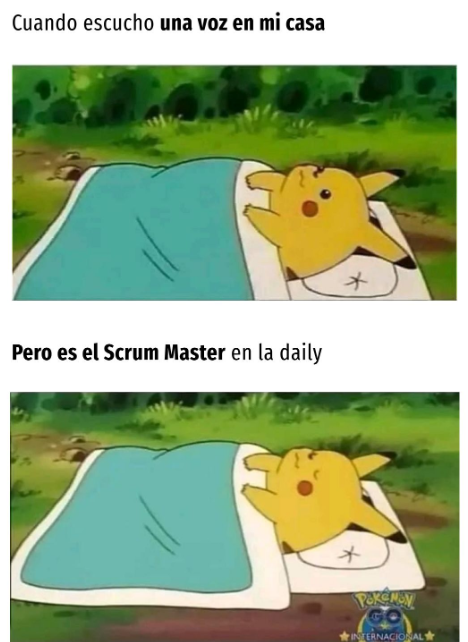 Cuando escucho una voz en mi casa
Pero es el Scrum Master en la daily
POKÉMON
GO
INTERNACIONAL